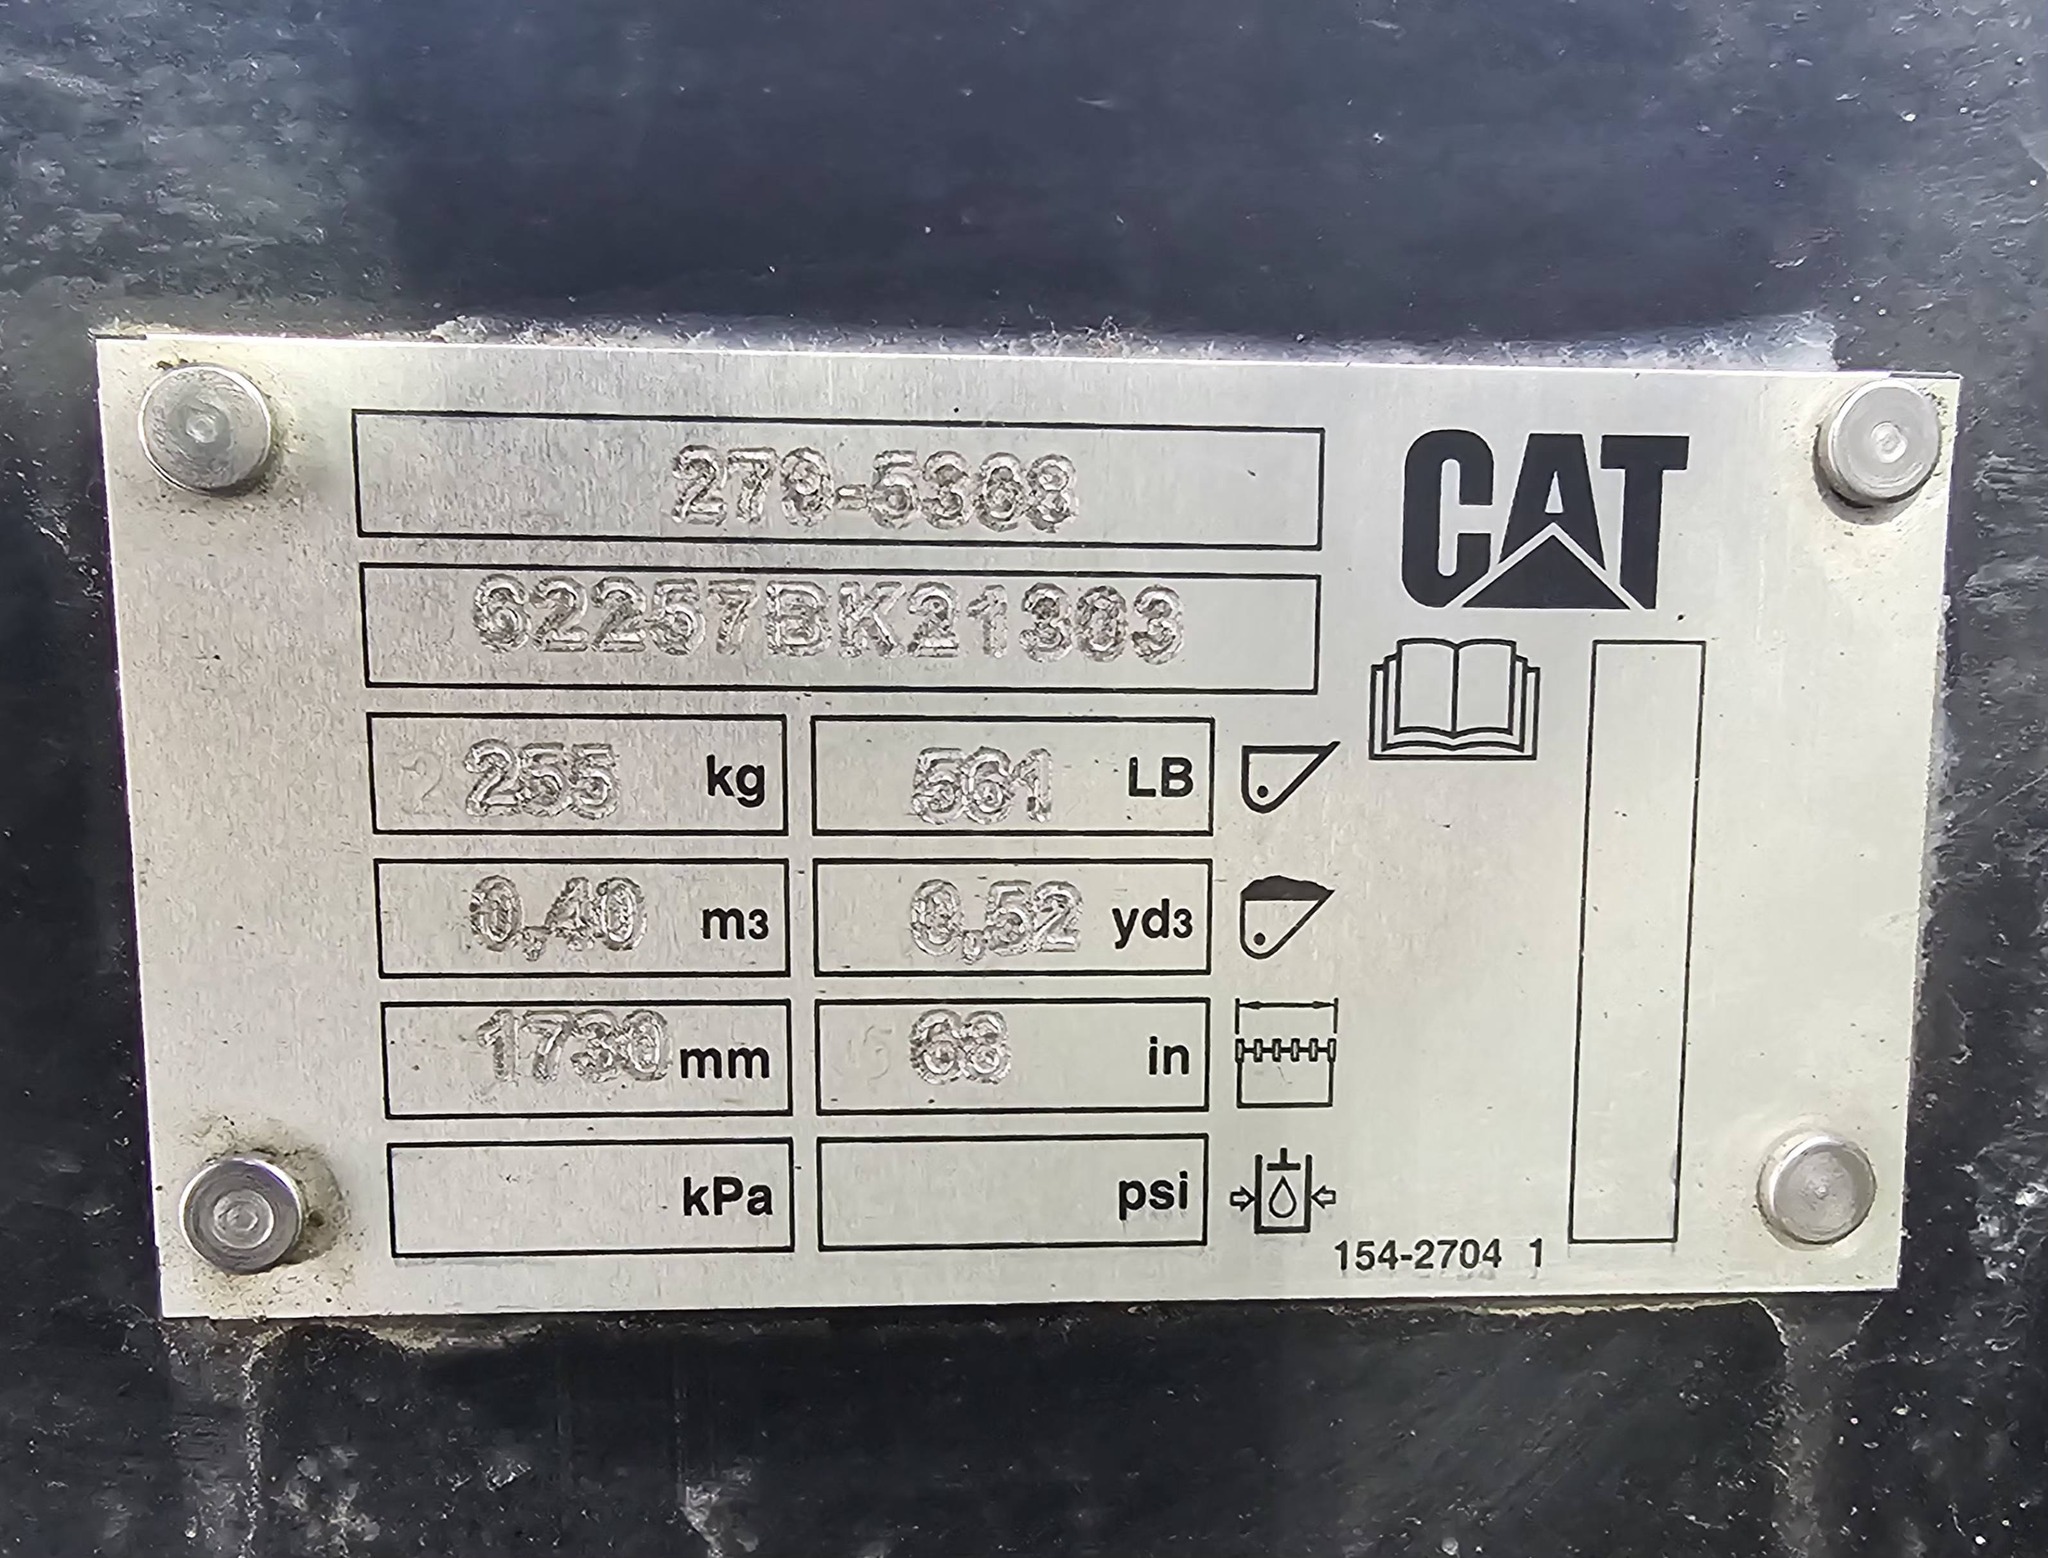 CAT
279-5368
62257BK21303
255 kg 561 LB
0,40 m3 0,52 yd3
1730 mm 68 in
kPa psi
154-2704 1